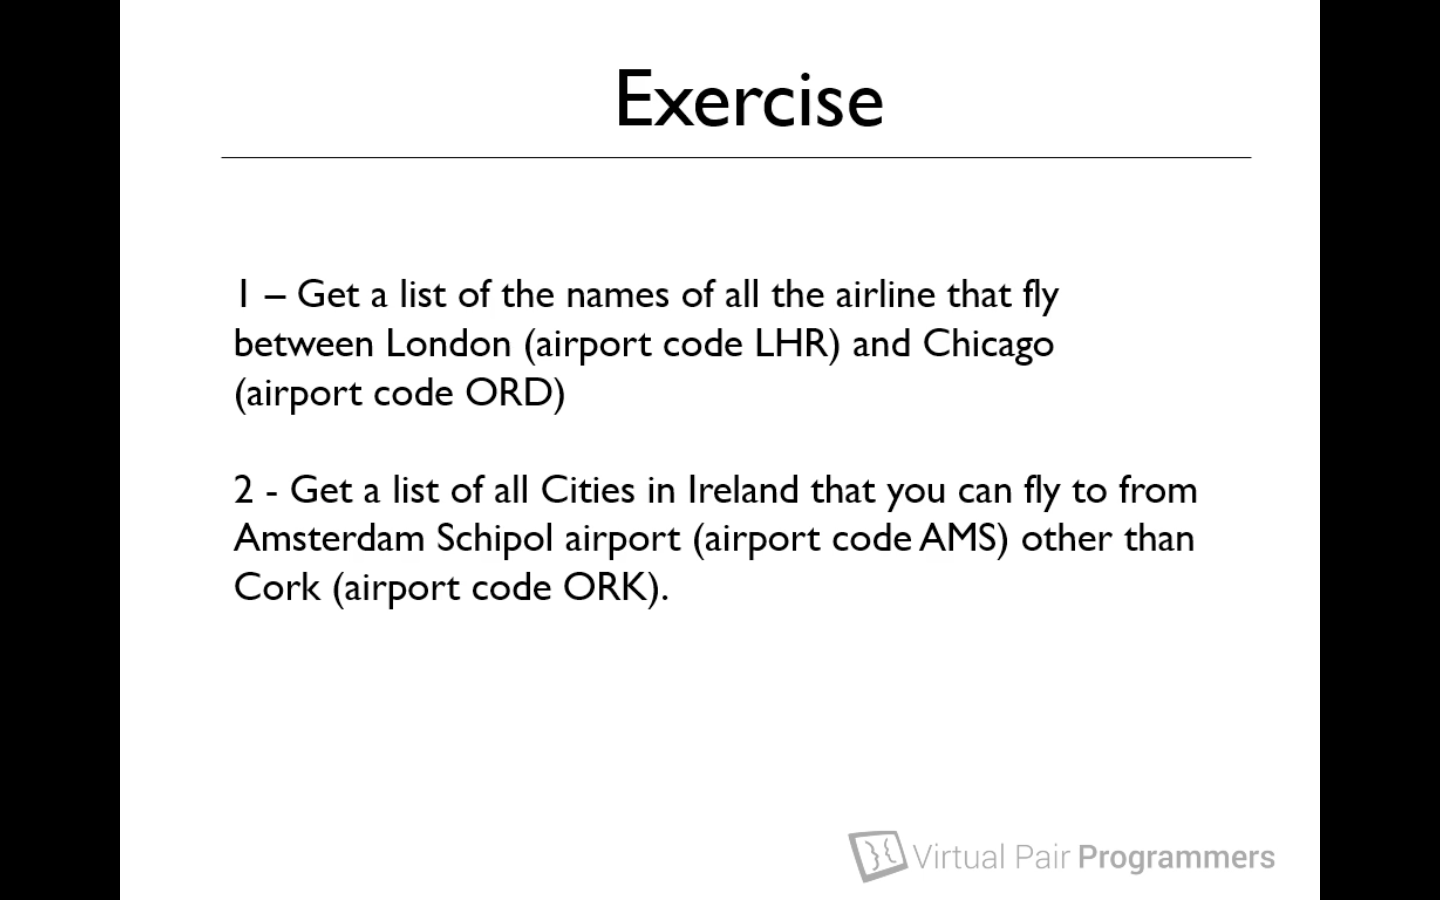 Exercise
1 – Get a list of the names of all the airline that fly
between London (airport code LHR) and Chicago
(airport code ORD)
2 - Get a list of all Cities in Ireland that you can fly to from
Amsterdam Schipol airport (airport code AMS) other than
Cork (airport code ORK).
Virtual Pair Programmers